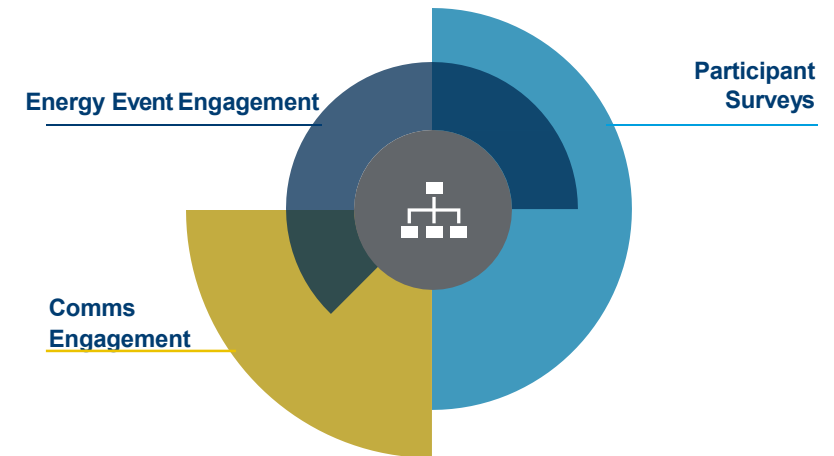 Energy Event Engagement
Participant
Surveys
Comms
Engagement